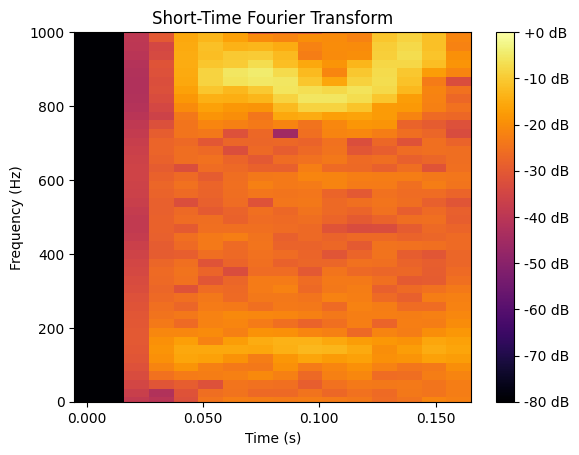 Short-Time Fourier Transform
1000
800
600
400
200
0
Frequency (Hz)
0.000
0.050
0.100
0.150
Time (s)
+0 dB
-10 dB
-20 dB
-30 dB
-40 dB
-50 dB
-60 dB
-70 dB
-80 dB